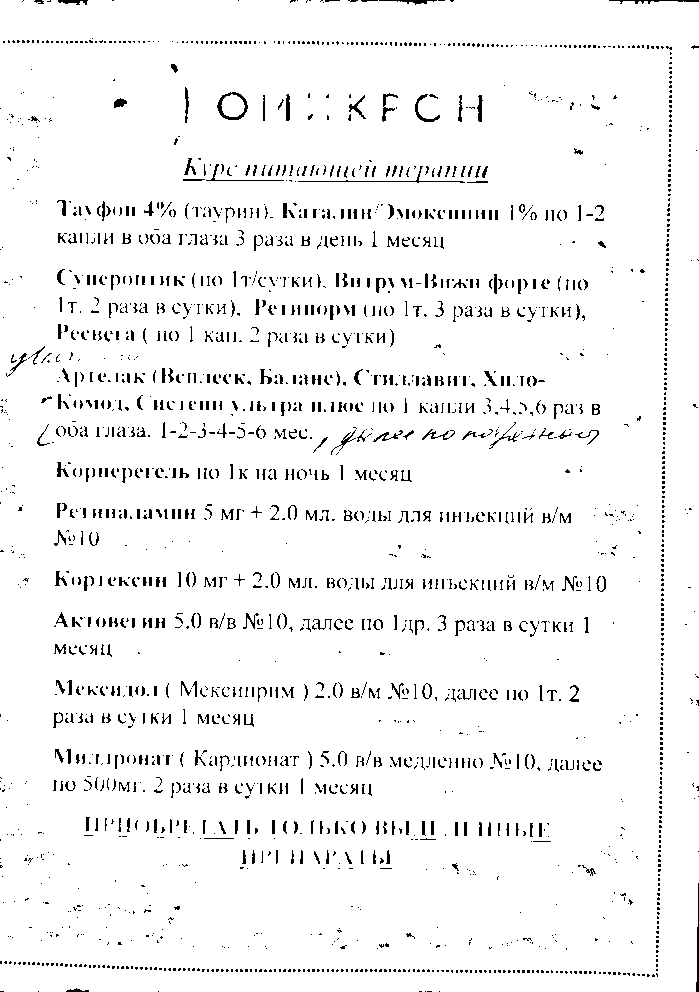 Курс питающей терапии
Тауфон 4% (таурин), Каталин/Эмоксипин 1% по 1-2
капли в оба глаза 3 раза в день 1 месяц
Супероптик (по 1т/сутки), Витрум-Вижн форте (по
1т. 2 раза в сутки), Ретинорм (по 1т. 3 раза в сутки),
Ресвега ( по 1 кап. 2 раза в сутки)
Артелак (Всплеск, Баланс), Стиллавит, Хило-
Комод, Систейн ультра плюс по 1 капли 3,4,5,6 раз в
оба глаза. 1-2-3-4-5-6 мес., далее по
Корнерегель по 1к на ночь 1 месяц
Ретиналамин 5 мг + 2.0 мл. воды для инъекций в/м
№10
Кортексин 10 мг + 2.0 мл. воды для инъекций в/м №10
Актовегин 5.0 в/в №10, далее по 1др. 3 раза в сутки 1
месяц
Мексидол ( Мексиприм ) 2.0 в/м №10, далее по 1т. 2
раза в сутки 1 месяц
Милдронат ( Кардионат ) 5.0 в/в медленно №10, далее
по 500мг. 2 раза в сутки 1 месяц
ПРИОБРЕТАТЬ ТОЛЬКО ВЫДЕЛЕННЫЕ
ПРЕПАРАТЫ